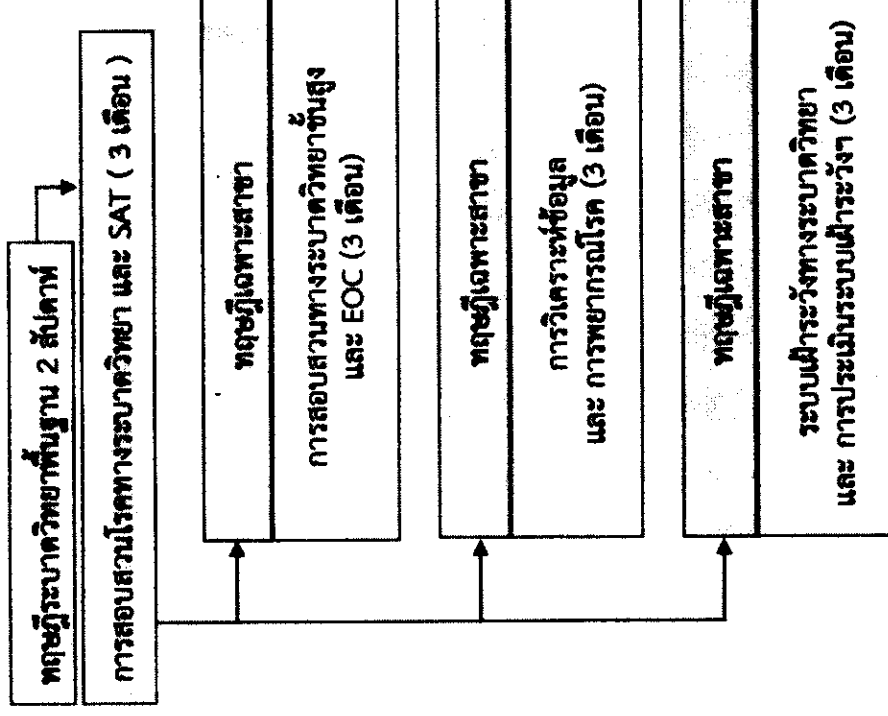 ทฤษฎีระบาดวิทยาพื้นฐาน 2 สัปดาห์
การสอบสวนโรคทางระบาดวิทยา และ SAT ( 3 เดือน )
ทฤษฎีเฉพาะสาขา
การสอบสวนทางระบาดวิทยาชั้นสูง
และ EOC (3 เดือน)
ทฤษฎีเฉพาะสาขา
การวิเคราะห์ข้อมูล
และ การพยากรณ์โรค (3 เดือน)
ทฤษฎีเฉพาะสาขา
ระบบเฝ้าระวังทางระบาดวิทยา
และ การประเมินระบบเฝ้าระวังฯ (3 เดือน)